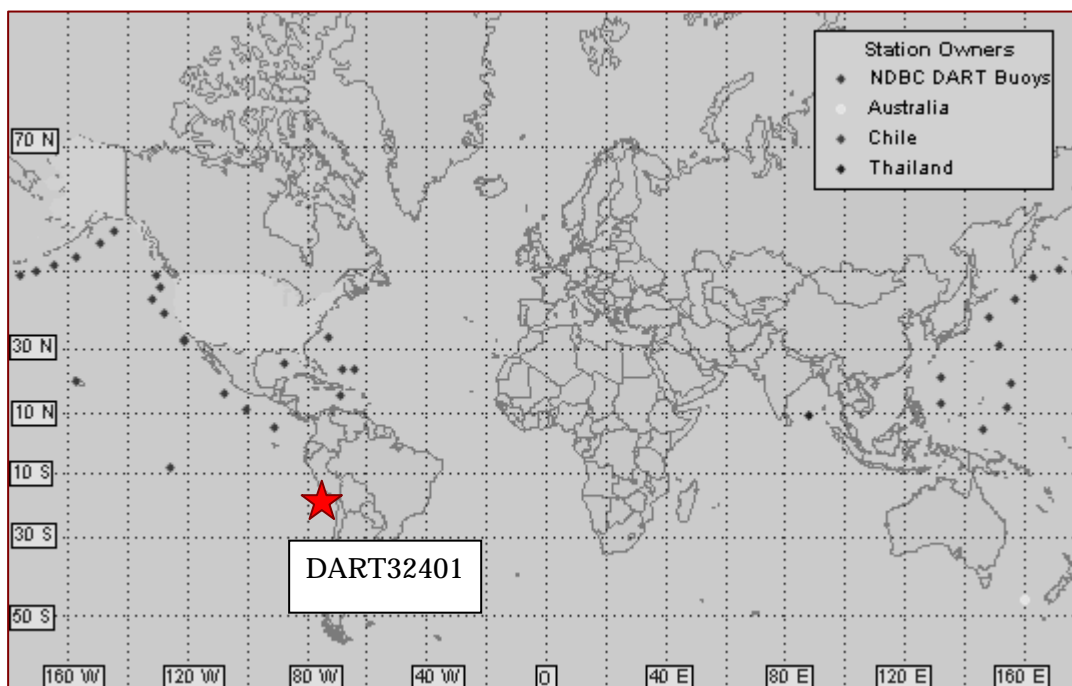 Station Owners
NDBC DART Buoys
Australia
Chile
Thailand
70 N
30 N
10 N
10 S
30 S
50 S
DART32401
160 W
120 W
80 W
40 W
0
40 E
80 E
120 E
160 E